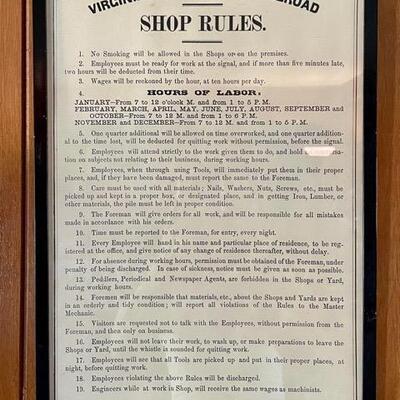 VIRGIN
ROAD
SHOP RULES.
1. No Smoking will be allowed in the Shops or on the premises.
2. Employees must be ready for work at the signal, and if more than five minutes late,
two hours will be deducted from their time.
3. Wages will be reckoned by the hour, at ten hours per day.
4. HOURS OF LABOR,
JANUARY—From 7 to 12 o'clock M. and from 1 to 5 P. M.
FEBRUARY, MARCH, APRIL, MAY, JUNE, JULY, AUGUST, SEPTEMBER and
OCTOBER—From 7 to 12 M. and from 1 to 6 P. M.
NOVEMBER and DECEMBER—From 7 to 12 M. and from 1 to 5 P. M.
5. One quarter additional will be allowed on time overworked, and one quarter addition-
al to the time lost, will be deducted for quitting work without permission, before the signal.
6. Employees will attend strictly to the work given them to do, and hold
tion on subjects not relating to their business, during working hours.
7. Employees, when through using Tools, will immediately put them in their proper
places, and, if they have been damaged, must report the same to the Foreman.
8. Care must be used with all materials; Nails, Washers, Nuts, Screws, etc., must be
picked up and kept in a proper box, or designated place, and in getting Iron, Lumber, or
other materials, the pile must be left in proper condition.
9. The Foreman will give orders for all work, and will be responsible for all mistakes
made in accordance with his orders.
10. Time must be reported to the Foreman, for entry, every night.
11. Every Employee will hand in his name and particular place of residence, to be reg-
istered at the office, and give notice of any change of residence thereafter, without delay.
12. For absence during working hours, permission must be obtained of the Foreman, under
penalty of being discharged. In case of sickness, notice must be given as soon as possible.
13. Pedlers, Periodical and Newspaper Agents, are forbidden in the Shops or Yard,
during working hours.
14. Foremen will be responsible that materials, etc., about the Shops and Yards are kept
in an orderly and tidy condition; will report all violations of the Rules to the Master
Mechanic.
15. Visitors are requested not to talk with the Employees, without permission from the
Foreman, and then only on business.
16. Employees will not leave their work, to wash up, or make preparations to leave the
Shops or Yard, until the whistle is sounded for quitting work.
17. Employees will see that all Tools are picked up and put in their proper places, at
night, before quitting work.
18. Employees violating the above Rules will be discharged.
19. Engineers while at work in Shop, will receive the same wages as machinists.